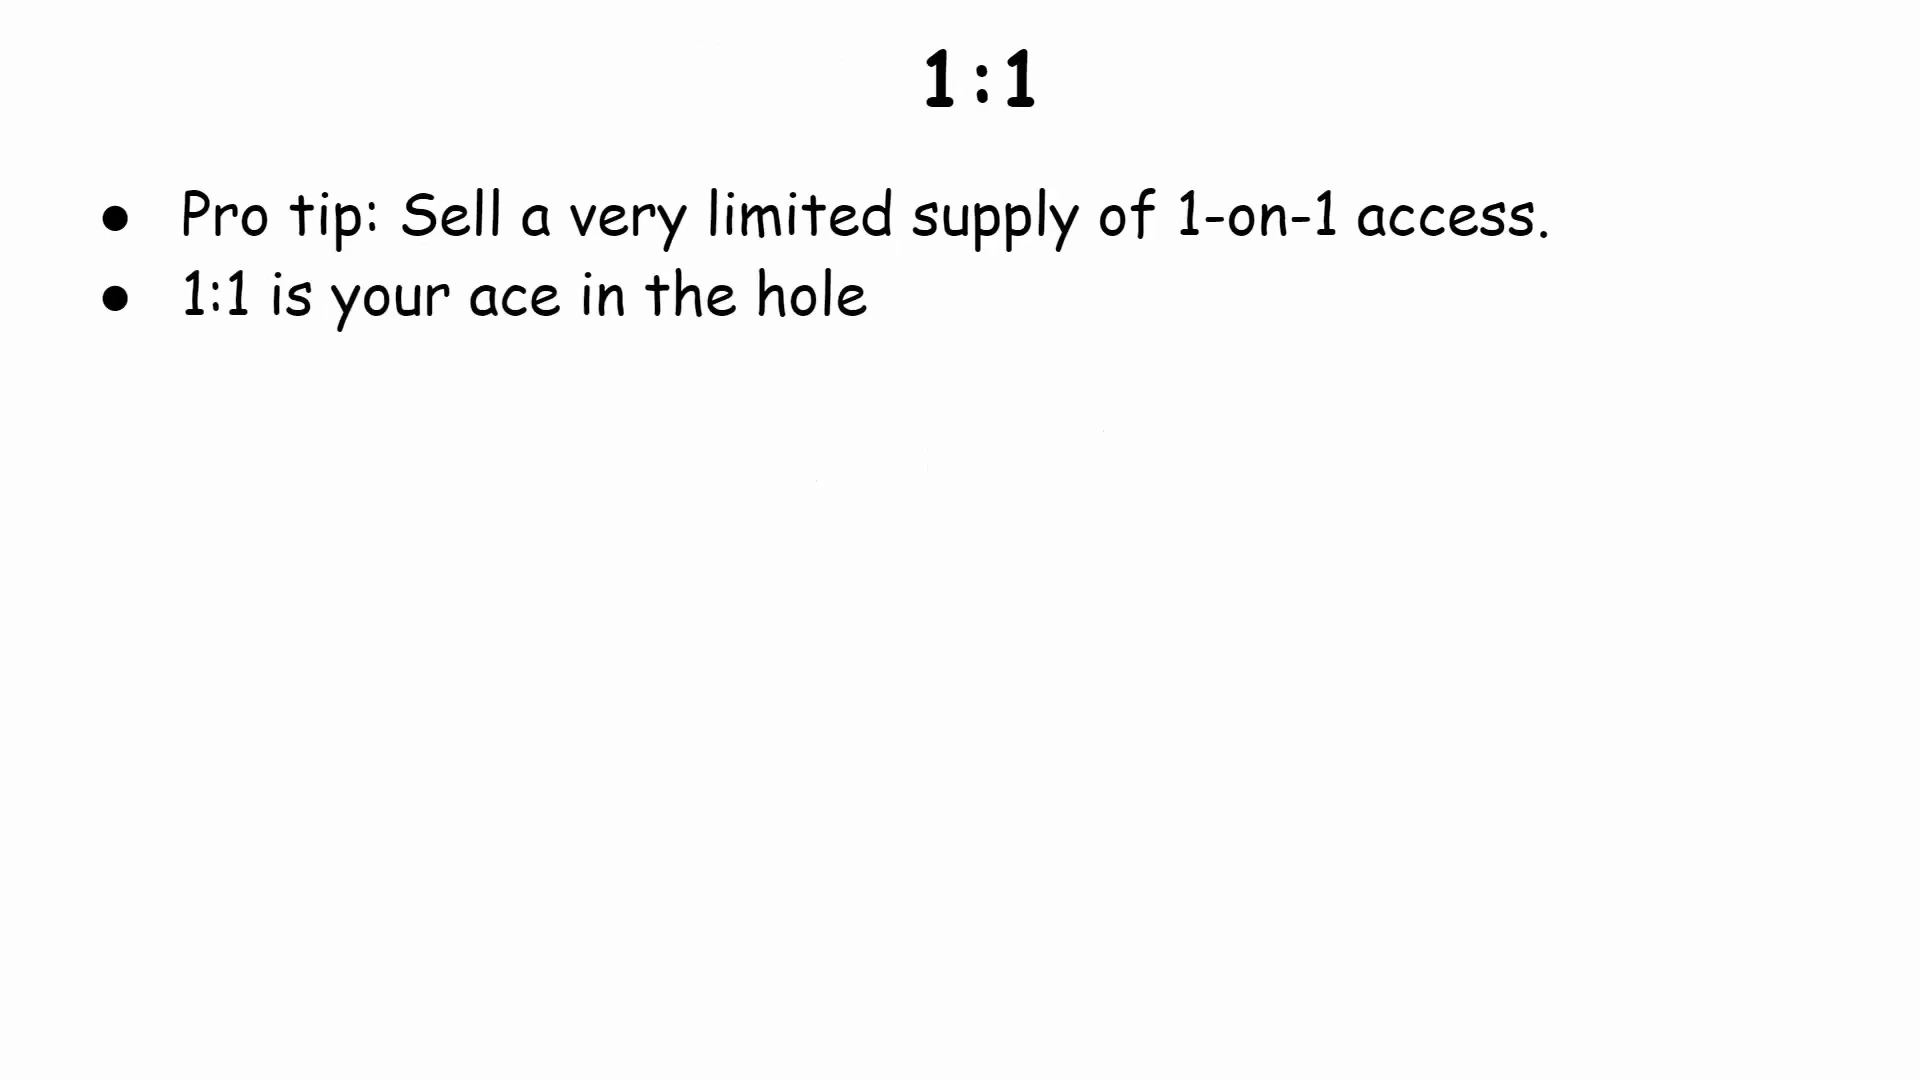 1:1
● Pro tip: Sell a very limited supply of 1-on-1 access.
● 1:1 is your ace in the hole